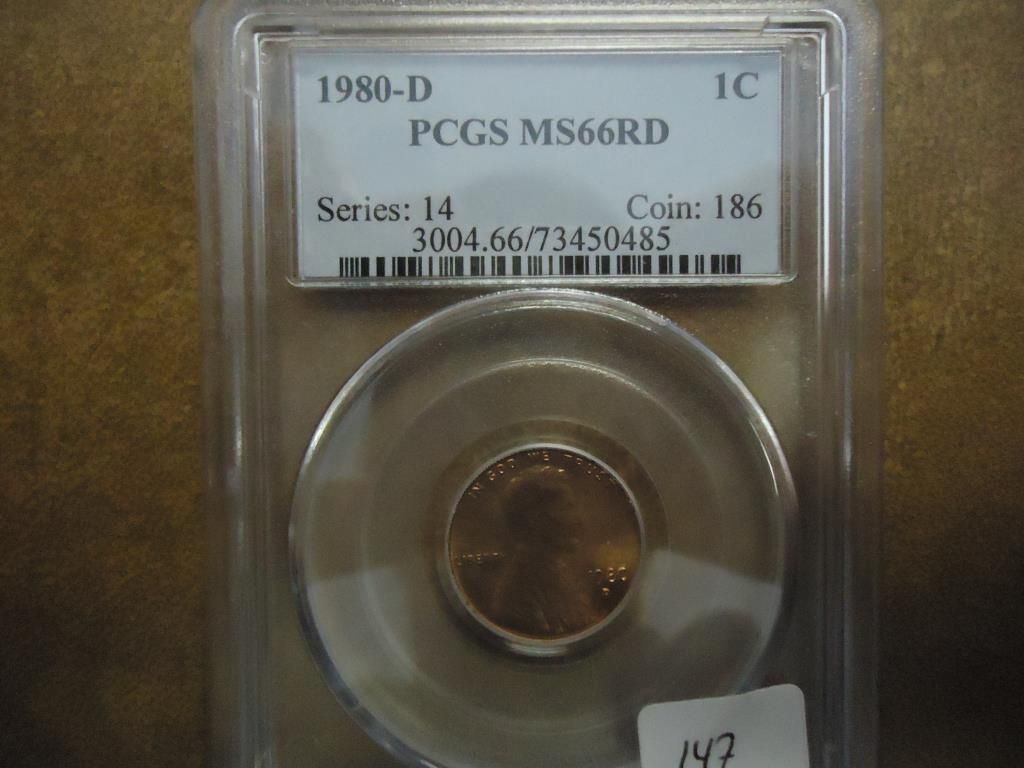 1980-D 1C
PCGS MS66RD
Series: 14 Coin: 186
3004.66/73450485
IN GOD WE TRUST
LIBERTY
1980
D
147